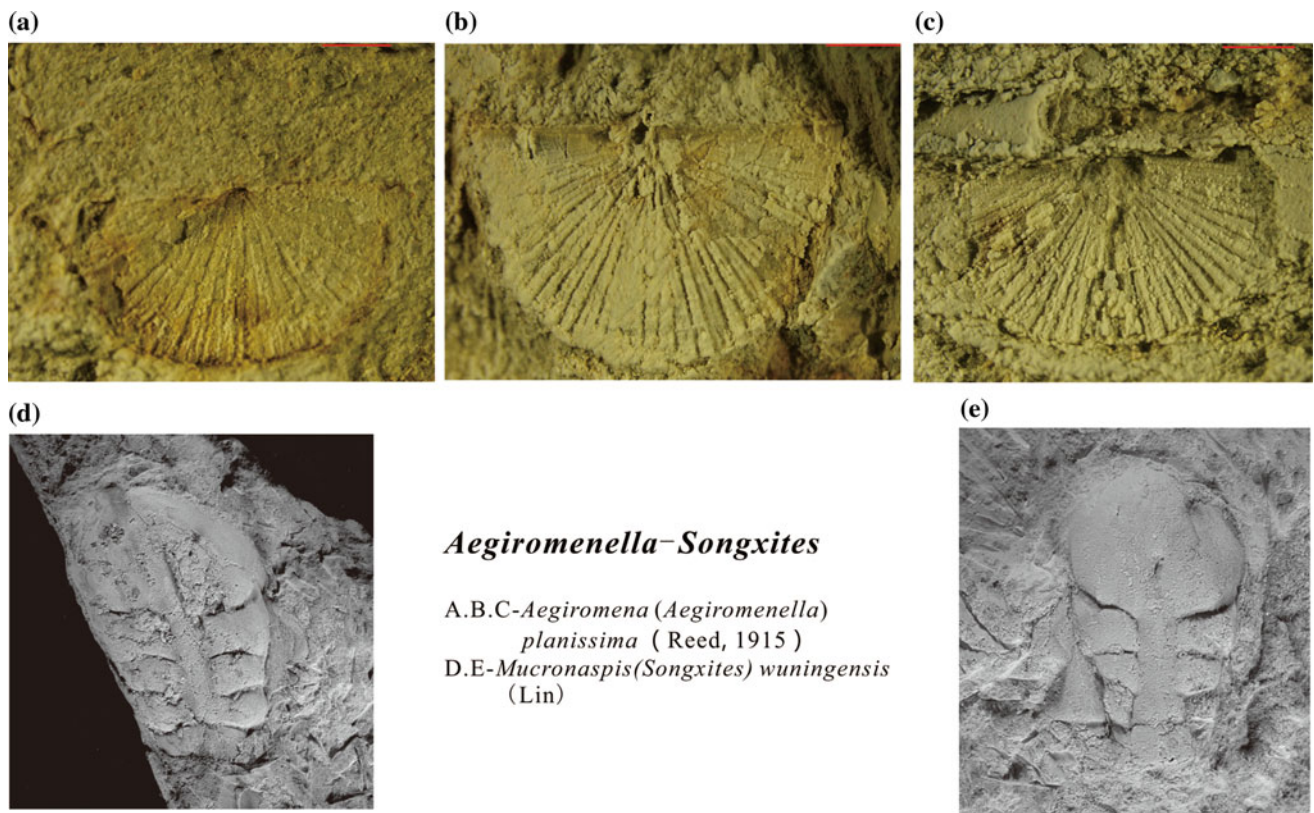 (a)
(b)
(c)
(d)
(e)
Aegiromenella-Songxites
A.B.C-Aegiromena (Aegiromenella)
planissima ( Reed, 1915 )
D.E-Mucronaspis(Songxites) wuningensis
(Lin)